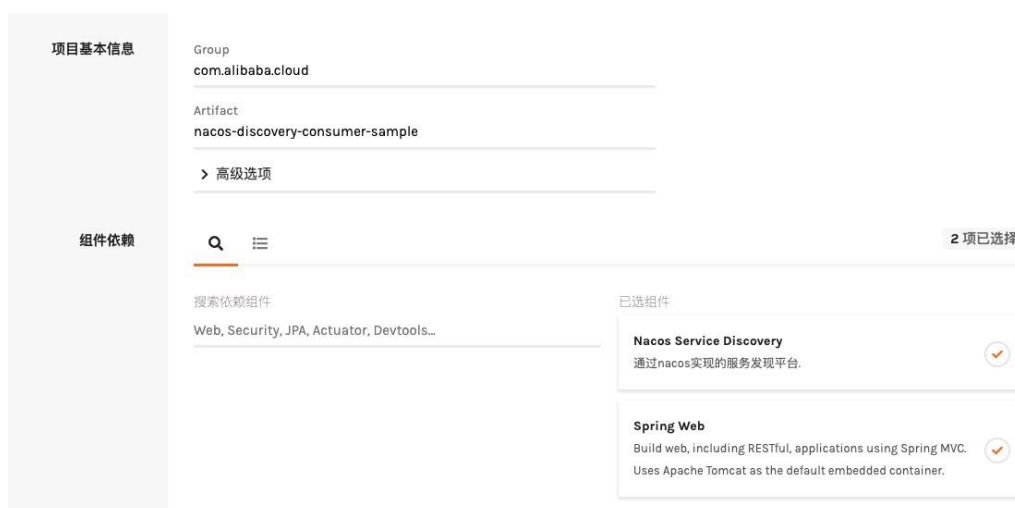 项目基本信息
Group
com.alibaba.cloud
Artifact
nacos-discovery-consumer-sample
高级选项
组件依赖
2 项已选择
搜索依赖组件
Web, Security, JPA, Actuator, Devtools...
已选组件
Nacos Service Discovery
通过nacos实现的服务发现平台.
Spring Web
Build web, including RESTful, applications using Spring MVC.
Uses Apache Tomcat as the default embedded container.